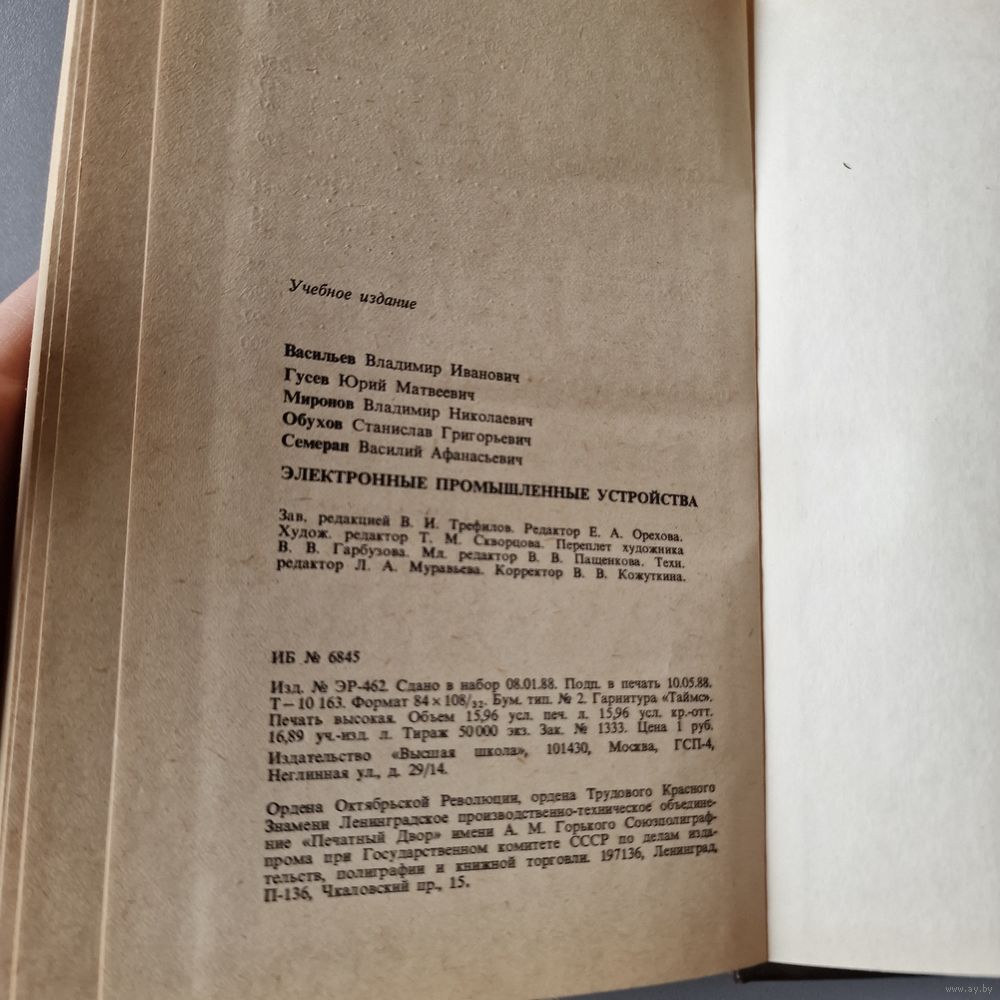 Учебное издание
Васильев Владимир Иванович
Гусев Юрий Матвеевич
Миронов Владимир Николаевич
Обухов Станислав Григорьевич
Семеран Василий Афанасьевич
ЭЛЕКТРОННЫЕ ПРОМЫШЛЕННЫЕ УСТРОЙСТВА
Зав. редакцией В. И. Трефилов. Редактор Е. А. Орехова.
Худож. редактор Т. М. Скворцова. Переплет художника
В. В. Гарбузова. Мл. редактор В. В. Пащенкова. Техн.
редактор Л. А. Муравьева. Корректор В. В. Кожуткина.
ИБ № 6845
Изд. № ЭР-462. Сдано в набор 08.01.88. Подп. в печать 10.05.88.
Т—10 163. Формат 84 × 108/32. Бум. тип. № 2. Гарнитура «Таймс».
Печать высокая. Объем 15,96 усл. печ. л. 15,96 усл. кр.-отт.
16,89 уч.-изд. л. Тираж 50 000 экз. Зак. № 1333. Цена 1 руб.
Издательство «Высшая школа», 101430, Москва, ГСП-4,
Неглинная ул., д. 29/14.
Ордена Октябрьской Революции, ордена Трудового Красного
Знамени Ленинградское производственно-техническое объедине-
ние «Печатный Двор» имени А. М. Горького Союзполиграф-
прома при Государственном комитете СССР по делам изда-
тельств, полиграфии и книжной торговли. 197136, Ленинград,
П-136, Чкаловский пр., 15.
www.ay.by